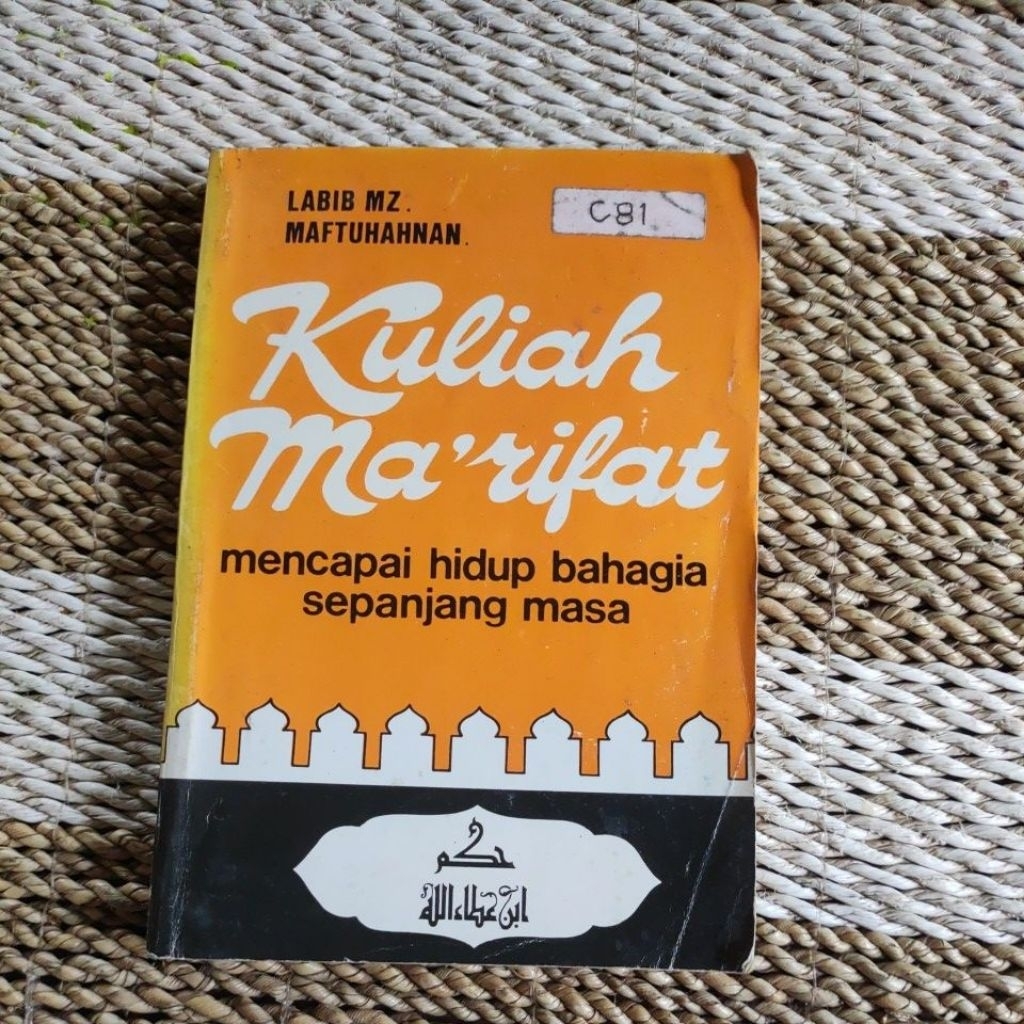 LABIB MZ.
MAFTUHAHNAN.
C81
Kuliah
Ma'rifat
mencapai hidup bahagia
sepanjang masa
حكم
ابن عطاء الله